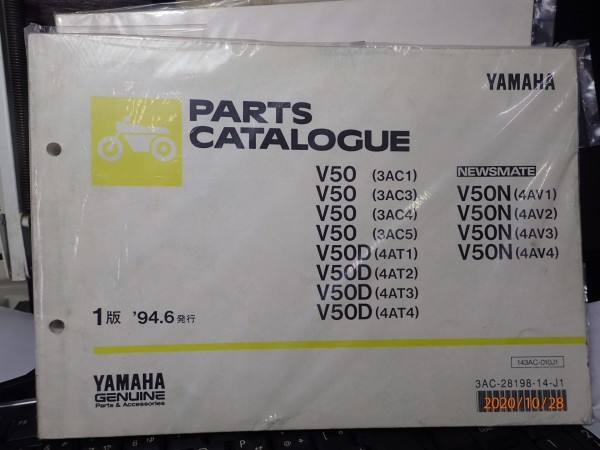 YAMAHA
PARTS
CATALOGUE
V50 (3AC1)
V50 (3AC3)
V50 (3AC4)
V50 (3AC5)
V50D (4AT1)
V50D (4AT2)
V50D (4AT3)
V50D (4AT4)
NEWSMATE
V50N (4AV1)
V50N (4AV2)
V50N (4AV3)
V50N (4AV4)
1版 '94.6発行
143AC-010J1
YAMAHA
GENUINE
Parts & Accessories
3AC-28198-14-J1
2020/10/28